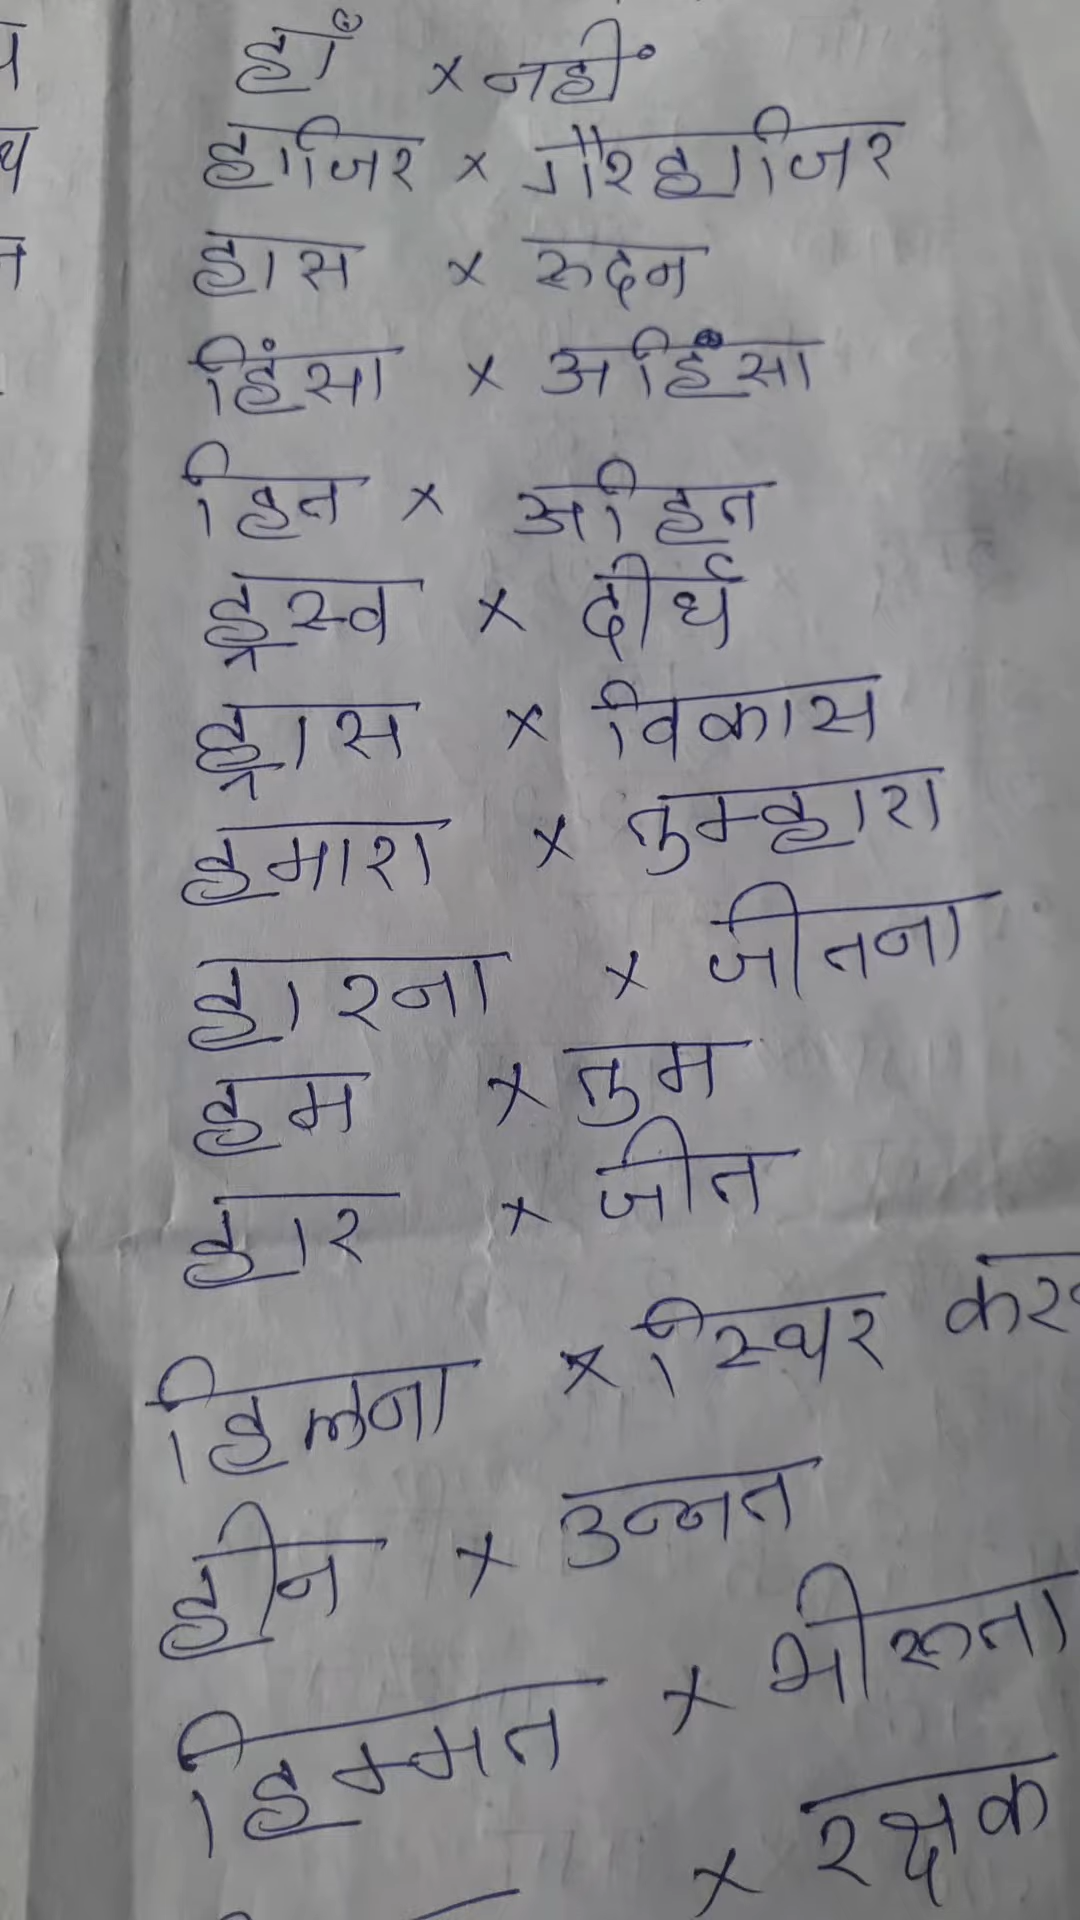 हाँ × नहीं
हाजिर × गैरहाजिर
हास × रुदन
हिंसा × अहिंसा
हित × अहित
ह्रस्व × दीर्घ
ह्रास × विकास
हमारा × तुम्हारा
हारना × जीतना
हम × तुम
हार × जीत
हिलना × स्थिर
हीन × उन्नत
हिम्मत × भीरुता
× रक्षक